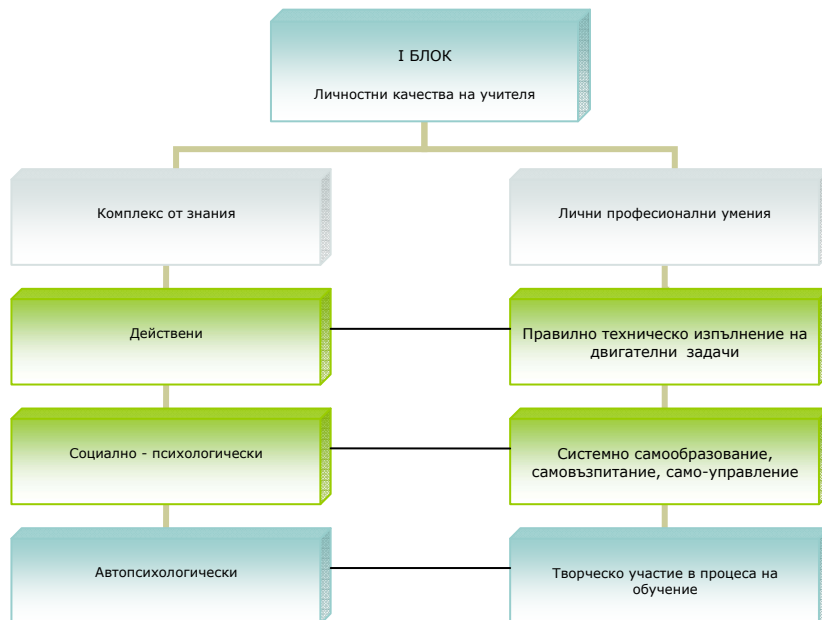 I БЛОК
Личностни качества на учителя
Комплекс от знания
Лични професионални умения
Действени
Правилно техническо изпълнение на
двигателни задачи
Социално - психологически
Системно самообразование,
самовъзпитание, само-управление
Автопсихологически
Творческо участие в процеса на
обучение